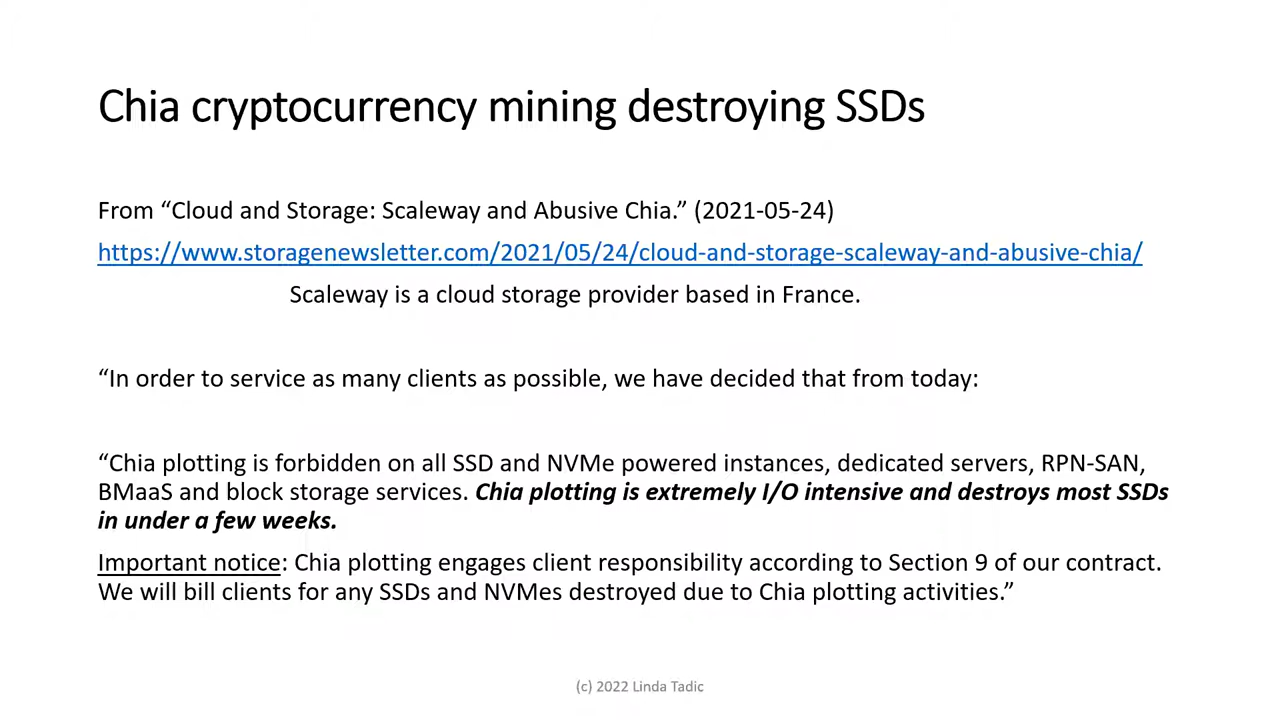 Chia cryptocurrency mining destroying SSDs
From “Cloud and Storage: Scaleway and Abusive Chia.” (2021-05-24)
https://www.storagenewsletter.com/2021/05/24/cloud-and-storage-scaleway-and-abusive-chia/
Scaleway is a cloud storage provider based in France.
“In order to service as many clients as possible, we have decided that from today:
“Chia plotting is forbidden on all SSD and NVMe powered instances, dedicated servers, RPN-SAN,
BMaaS and block storage services. Chia plotting is extremely I/O intensive and destroys most SSDs
in under a few weeks.
Important notice: Chia plotting engages client responsibility according to Section 9 of our contract.
We will bill clients for any SSDs and NVMes destroyed due to Chia plotting activities.”
(c) 2022 Linda Tadic